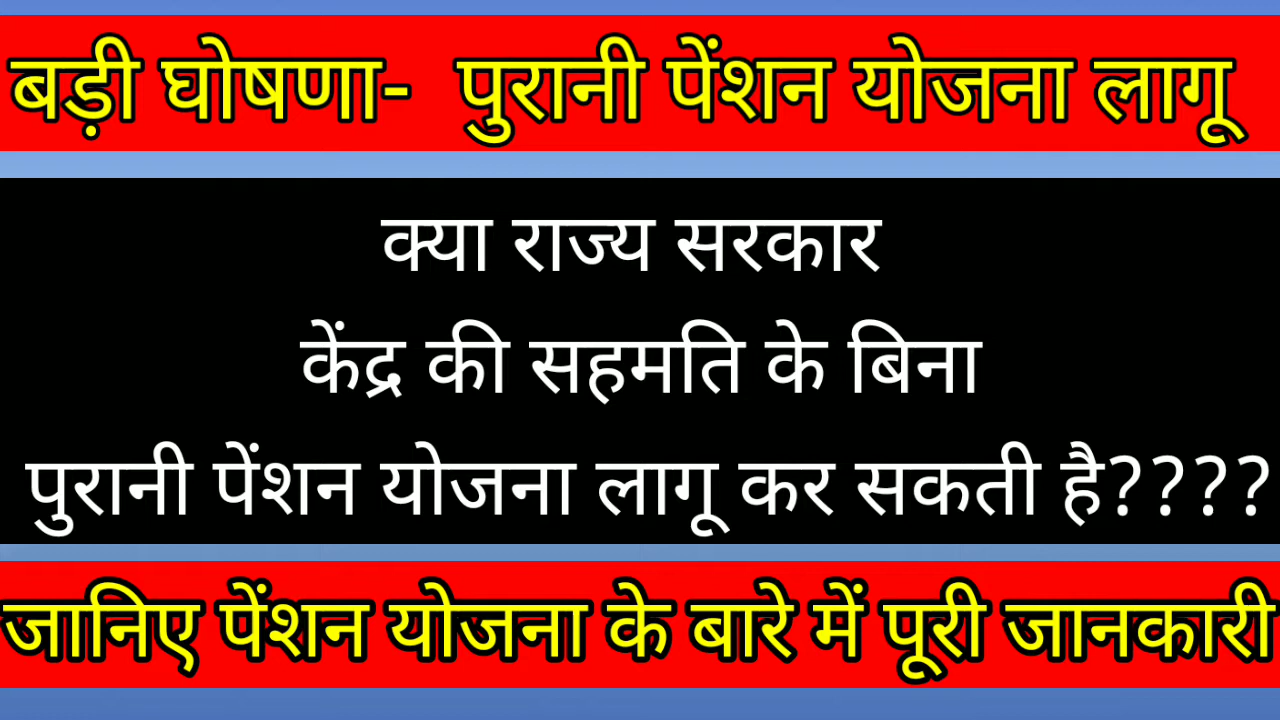 बड़ी घोषणा- पुरानी पेंशन योजना लागू
क्या राज्य सरकार
केंद्र की सहमति के बिना
पुरानी पेंशन योजना लागू कर सकती है????
जानिए पेंशन योजना के बारे में पूरी जानकारी